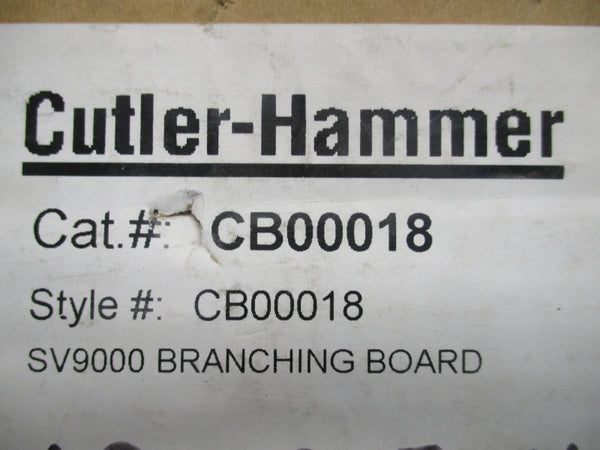 Cutler-Hammer
Cat.#: CB00018
Style #: CB00018
SV9000 BRANCHING BOARD